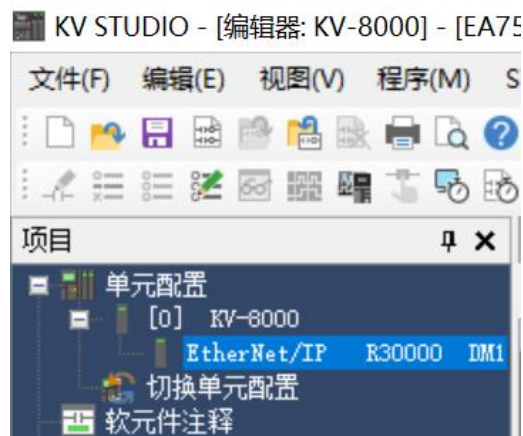 KV STUDIO - [编辑器: KV-8000] - [EA75
文件(F) 编辑(E) 视图(V) 程序(M) S
项目
单元配置
[0] KV-8000
EtherNet/IP R30000 DM1
切换单元配置
软元件注释